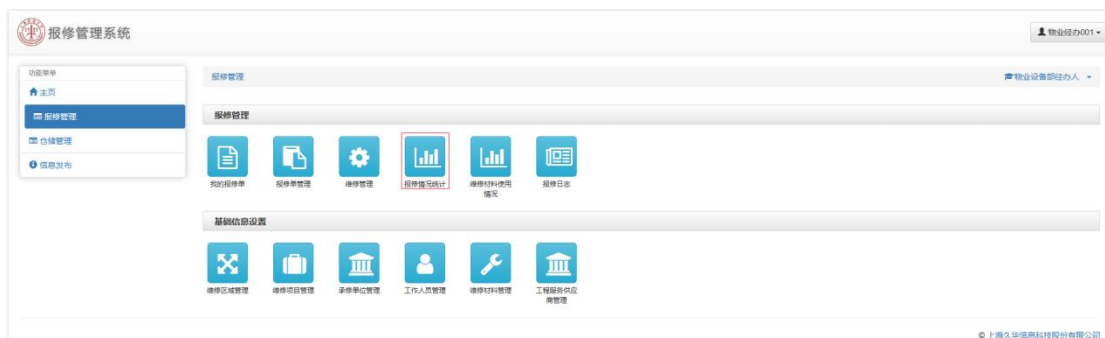 报修管理系统
物业经办001
功能菜单
主页
报修管理
仓储管理
信息发布
报修管理
物业设备部经办人
报修管理
我的报修单
报修单管理
维修管理
报修情况统计
维修材料使用
情况
报修日志
基础信息设置
维修区域管理
维修项目管理
承修单位管理
工作人员管理
维修材料管理
工程服务供应
商管理
© 上海久华信息科技股份有限公司